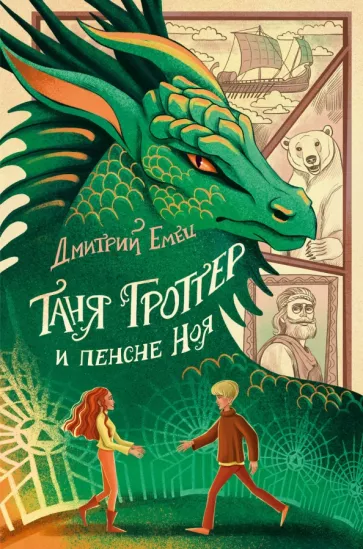 Дмитрий Емец
Таня Гроттер
и пенсне Ноя